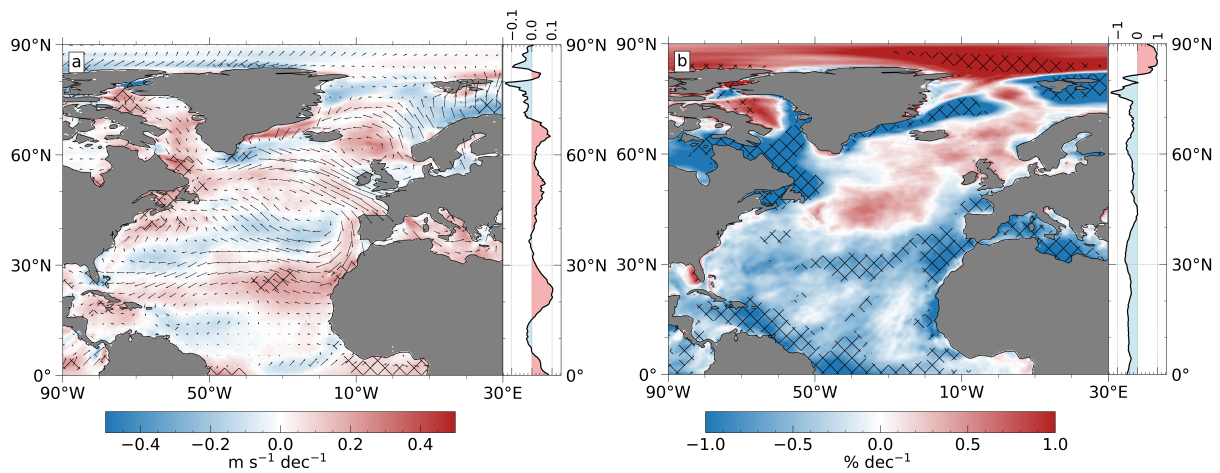 −0.1 0.0 0.1
−1 0 1
90°N 90°N 90°N 90°N
a b
60°N 60°N 60°N 60°N
30°N 30°N 30°N 30°N
0° 0° 0° 0°
90°W 50°W 10°W 30°E 90°W 50°W 10°W 30°E
−0.4 −0.2 0.0 0.2 0.4 −1.0 −0.5 0.0 0.5 1.0
m s⁻¹ dec⁻¹ % dec⁻¹